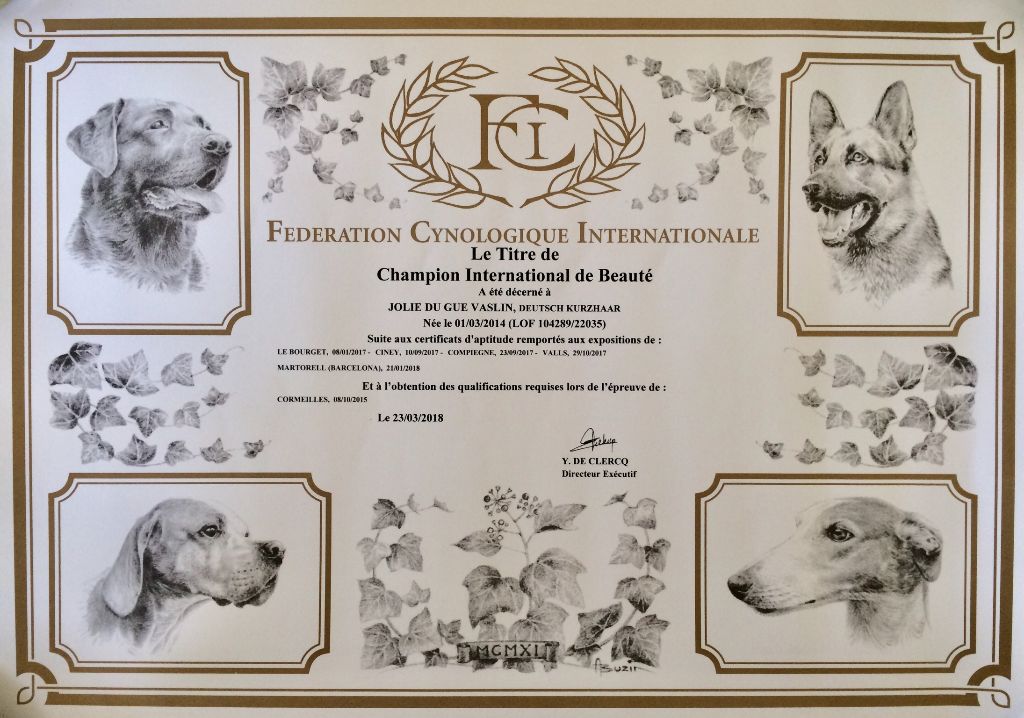 FCI
FEDERATION CYNOLOGIQUE INTERNATIONALE
Le Titre de
Champion International de Beauté
A été décerné à
JOLIE DU GUE VASLIN, DEUTSCH KURZHAAR
Née le 01/03/2014 (LOF 104289/22035)
Suite aux certificats d'aptitude remportés aux expositions de :
LE BOURGET, 08/01/2017 - CINEY, 10/09/2017 - COMPIEGNE, 23/09/2017 - VALLS, 29/10/2017
MARTORELL (BARCELONA), 21/01/2018
Et à l'obtention des qualifications requises lors de l'épreuve de :
CORMEILLES, 08/10/2015
Le 23/03/2018
Y. DE CLERCQ
Directeur Exécutif
MCMXI